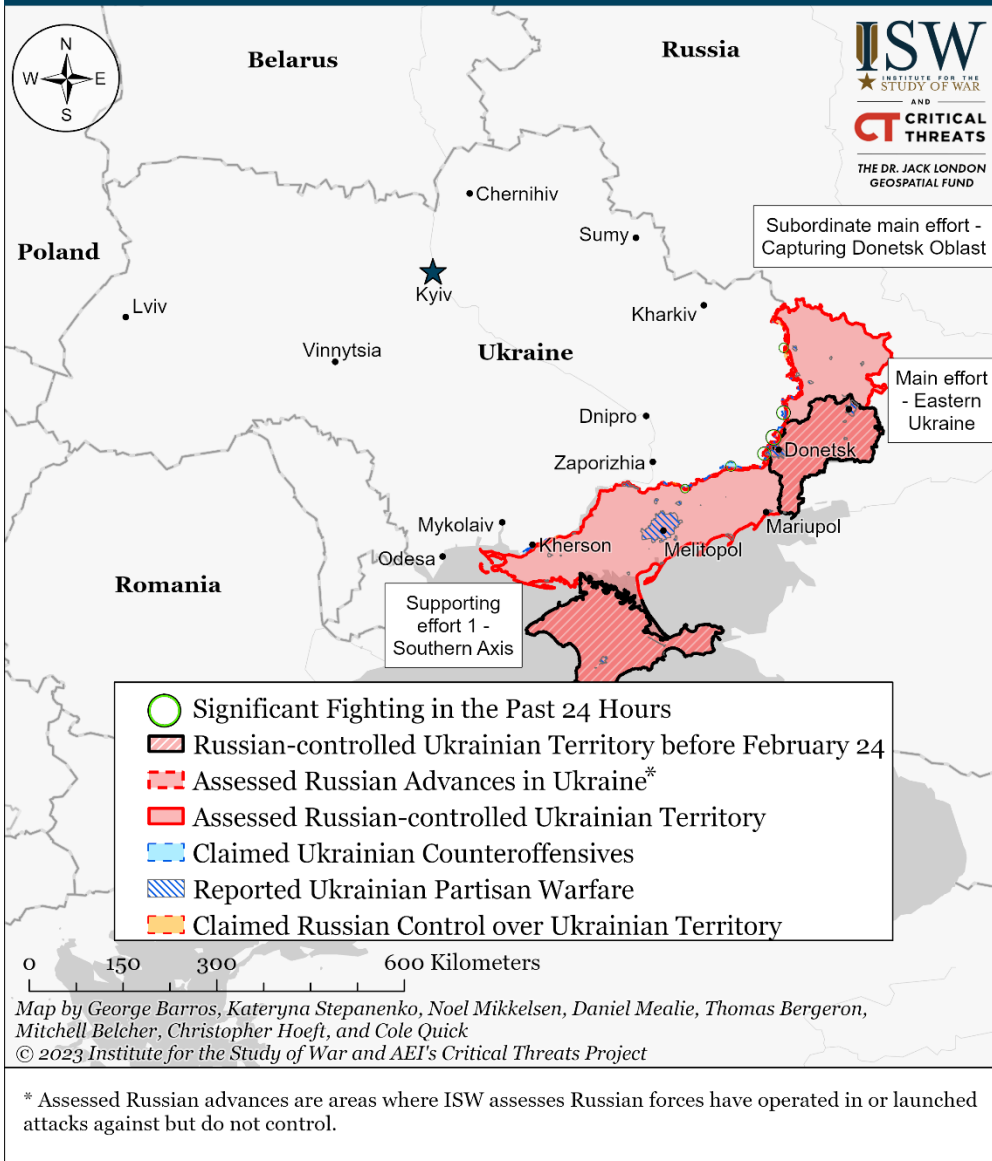 N
W
E
S
Belarus
Russia
ISW
INSTITUTE FOR THE
STUDY OF WAR
AND
CT CRITICAL
THREATS
THE DR. JACK LONDON
GEOSPATIAL FUND
Chernihiv
Sumy
Subordinate main effort -
Capturing Donetsk Oblast
Poland
Kyiv
Lviv
Kharkiv
Vinnytsia
Ukraine
Main effort
- Eastern
Ukraine
Dnipro
Donetsk
Zaporizhia
Mykolaiv
Mariupol
Kherson
Melitopol
Odesa
Romania
Supporting
effort 1 -
Southern Axis
Significant Fighting in the Past 24 Hours
Russian-controlled Ukrainian Territory before February 24
Assessed Russian Advances in Ukraine*
Assessed Russian-controlled Ukrainian Territory
Claimed Ukrainian Counteroffensives
Reported Ukrainian Partisan Warfare
Claimed Russian Control over Ukrainian Territory
0 150 300 600 Kilometers
Map by George Barros, Kateryna Stepanenko, Noel Mikkelsen, Daniel Mealie, Thomas Bergeron,
Mitchell Belcher, Christopher Hoeft, and Cole Quick
© 2023 Institute for the Study of War and AEI's Critical Threats Project
* Assessed Russian advances are areas where ISW assesses Russian forces have operated in or launched
attacks against but do not control.